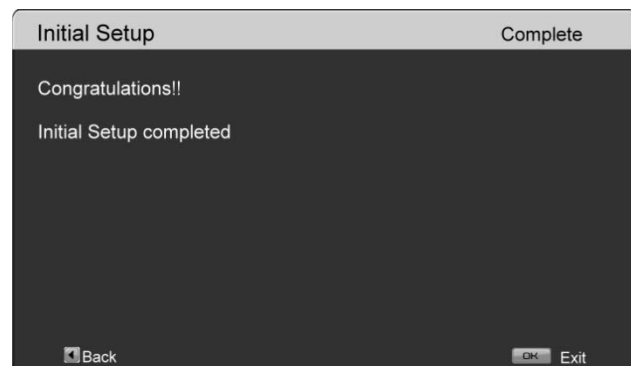 Initial Setup Complete
Congratulations!!
Initial Setup completed
Back OK Exit